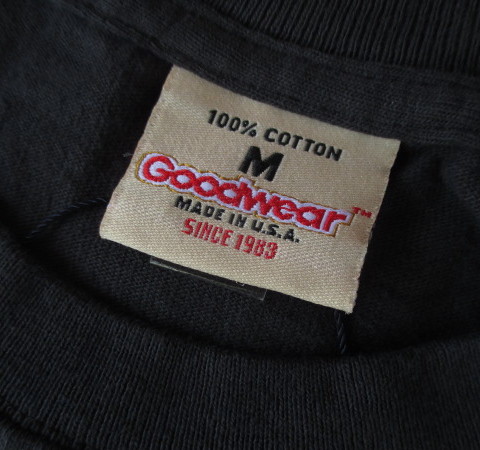 100% COTTON
M
Goodwear™
MADE IN U.S.A.
SINCE 1983